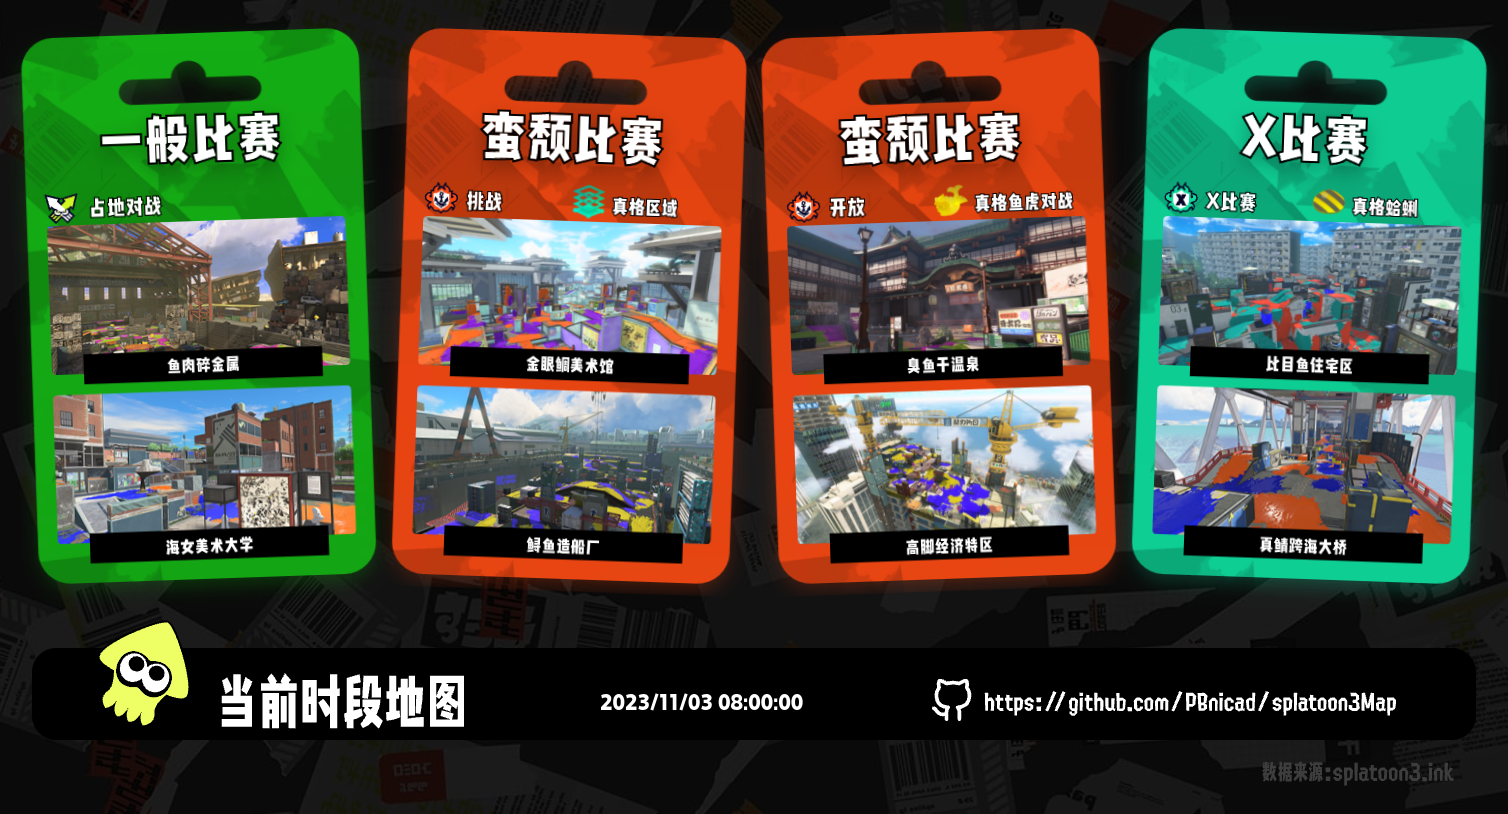 一般比赛
占地对战
鱼肉碎金属
海女美术大学
蛮颓比赛
挑战
真格区域
金眼鲷美术馆
鲟鱼造船厂
蛮颓比赛
开放
真格鱼虎对战
臭鱼干温泉
高脚经济特区
X比赛
X比赛
真格蛤蜊
比目鱼住宅区
真鲭跨海大桥
当前时段地图
2023/11/03 08:00:00
https://github.com/PBnicad/splatoon3Map
数据来源:splatoon3.ink